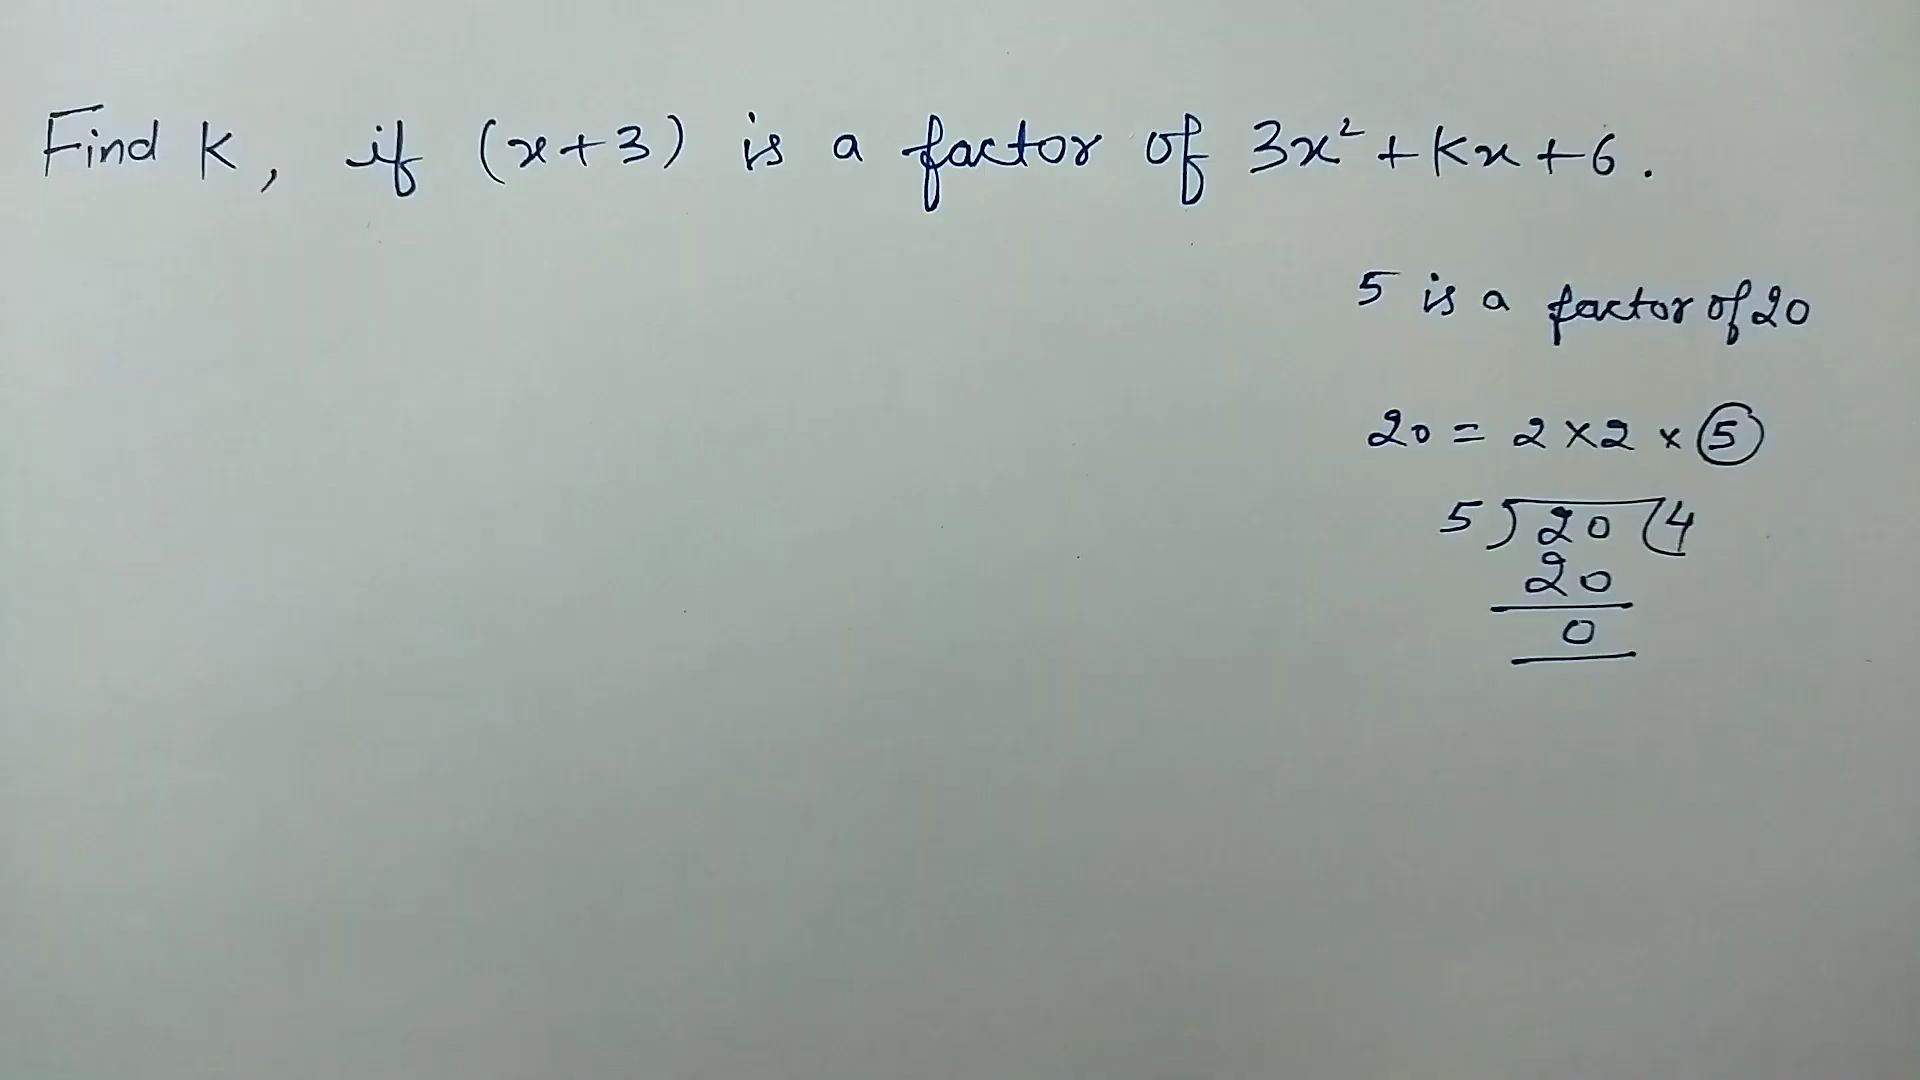 Find K, if (x+3) is a factor of 3x²+Kx+6.
5 is a factor of 20
20 = 2×2×5
5)20(4
20
0